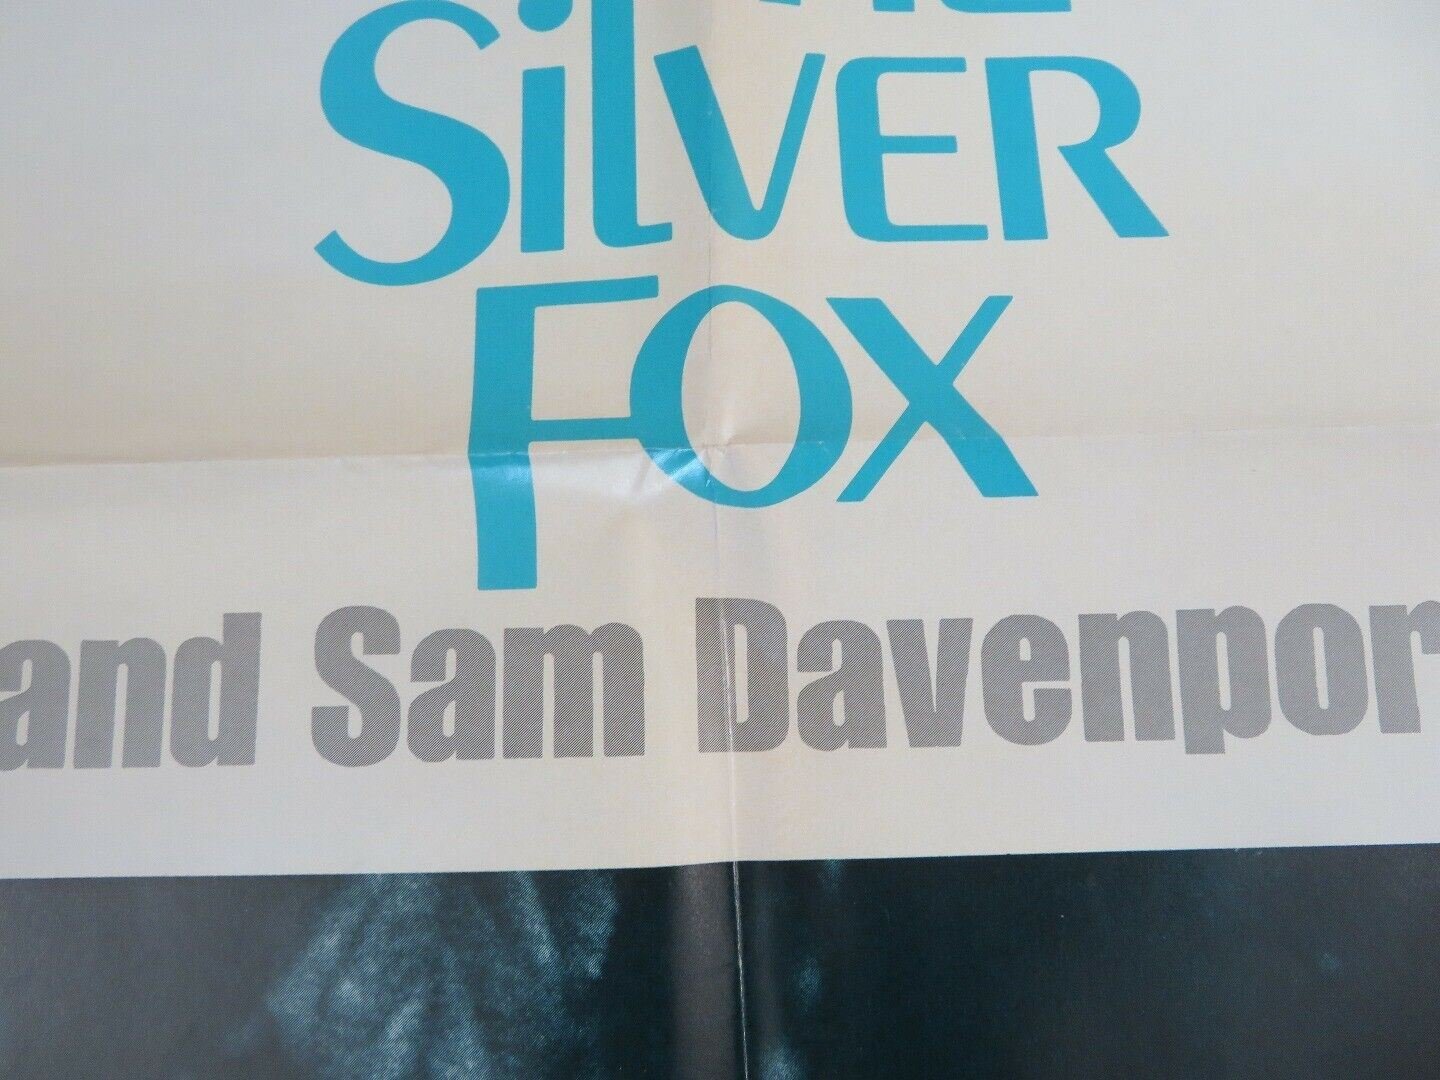 SilVER
FOX
and Sam Davenpor